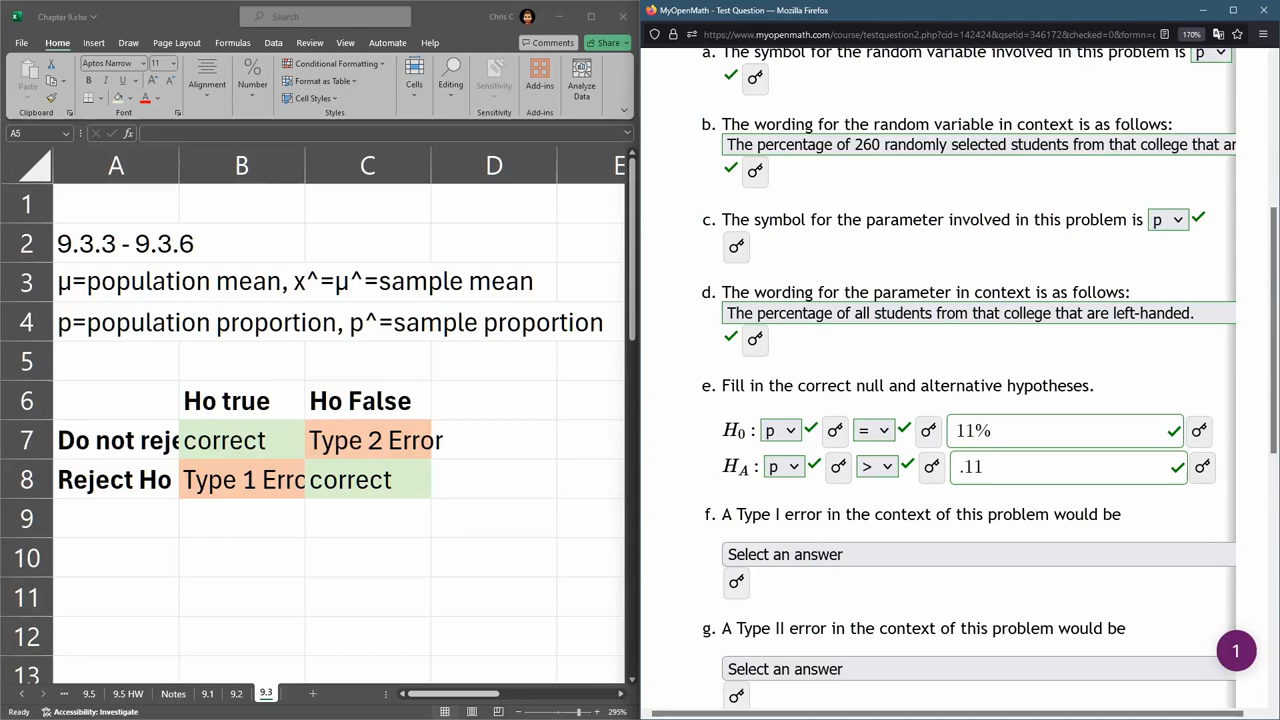 Chapter 9.xlsx
Search
Chris C
File
Home
Insert
Draw
Page Layout
Formulas
Data
Review
View
Automate
Help
Comments
Share
Paste
Clipboard
Aptos Narrow
11
B I U
Font
Alignment
Number
Conditional Formatting
Format as Table
Cell Styles
Styles
Cells
Editing
Sensitivity
Sensitivity
Add-ins
Add-ins
Analyze Data
A5
fx
A B C D E
1
2 9.3.3 - 9.3.6
3 µ=population mean, x^=µ^=sample mean
4 p=population proportion, p^=sample proportion
5
6 Ho true Ho False
7 Do not reje correct Type 2 Error
8 Reject Ho Type 1 Erro correct
9
10
11
12
13
... 9.5 9.5 HW Notes 9.1 9.2 9.3
Ready
Accessibility: Investigate
295%
MyOpenMath - Test Question — Mozilla Firefox
https://www.myopenmath.com/course/testquestion2.php?cid=142424&qsetid=346172&checked=0&formn=c
170%
a. The symbol for the random variable involved in this problem is p
b. The wording for the random variable in context is as follows:
The percentage of 260 randomly selected students from that college that ar
c. The symbol for the parameter involved in this problem is p
d. The wording for the parameter in context is as follows:
The percentage of all students from that college that are left-handed.
e. Fill in the correct null and alternative hypotheses.
H0 : p = 11%
HA : p > .11
f. A Type I error in the context of this problem would be
Select an answer
g. A Type II error in the context of this problem would be
Select an answer
1